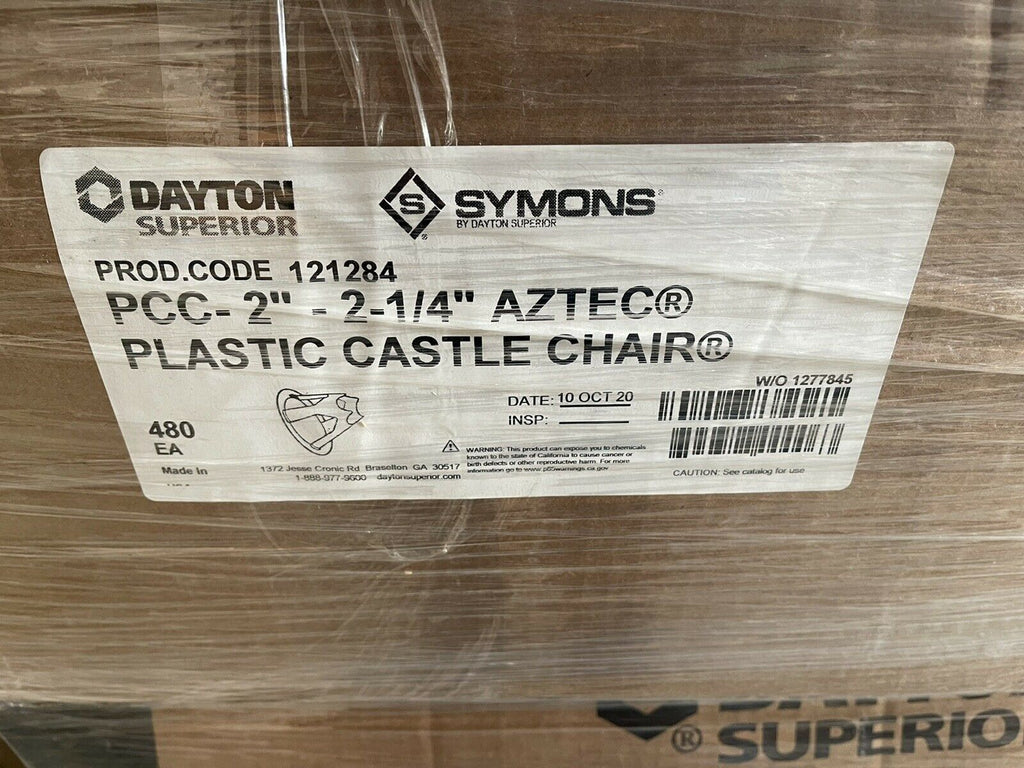 DAYTON
SUPERIOR
S
®
SYMONS®
BY DAYTON SUPERIOR
PROD.CODE 121284
PCC- 2" - 2-1/4" AZTEC®
PLASTIC CASTLE CHAIR®
W/O 1277845
DATE: 10 OCT 20
INSP:
480
EA
Made In
1372 Jesse Cronic Rd Braselton GA 30517
1-888-977-9600 daytonsuperior.com
WARNING: This product can expose you to chemicals
known to the state of California to cause cancer or
birth defects or other reproductive harm. For more
information go to www.p65warnings.ca.gov
CAUTION: See catalog for use
®
SUPERIO